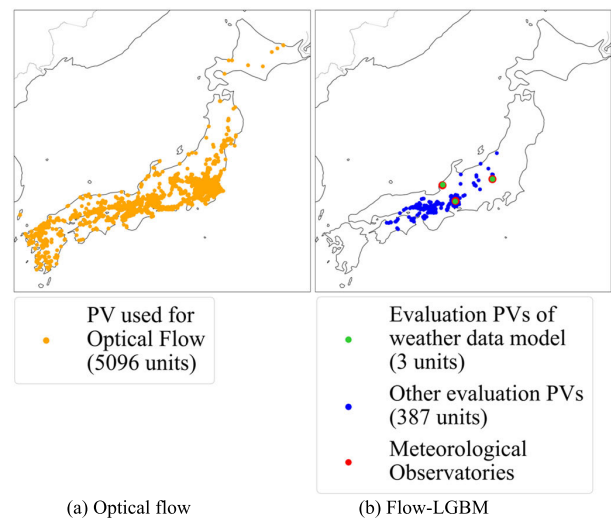 PV used for
Optical Flow
(5096 units)
Evaluation PVs of
weather data model
(3 units)
Other evaluation PVs
(387 units)
Meteorological
Observatories
(a) Optical flow
(b) Flow-LGBM